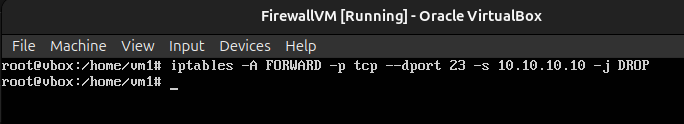 FirewallVM [Running] - Oracle VirtualBox
File Machine View Input Devices Help
root@vbox:/home/vm1# iptables -A FORWARD -p tcp --dport 23 -s 10.10.10.10 -j DROP
root@vbox:/home/vm1# _